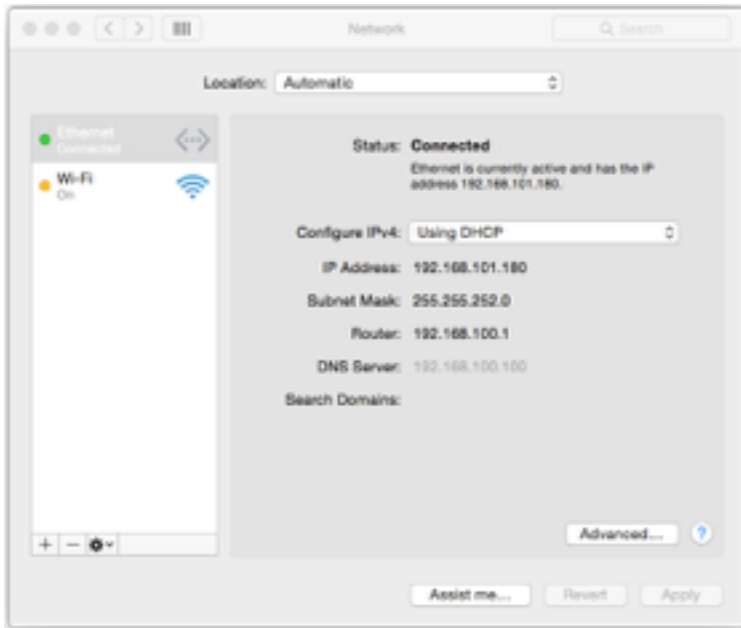 Network
Search
Location: Automatic
Ethernet
Connected
Wi-Fi
On
Status: Connected
Ethernet is currently active and has the IP
address 192.168.101.180.
Configure IPv4: Using DHCP
IP Address: 192.168.101.180
Subnet Mask: 255.255.252.0
Router: 192.168.100.1
DNS Server: 192.168.100.100
Search Domains:
Advanced... ?
Assist me... Revert Apply